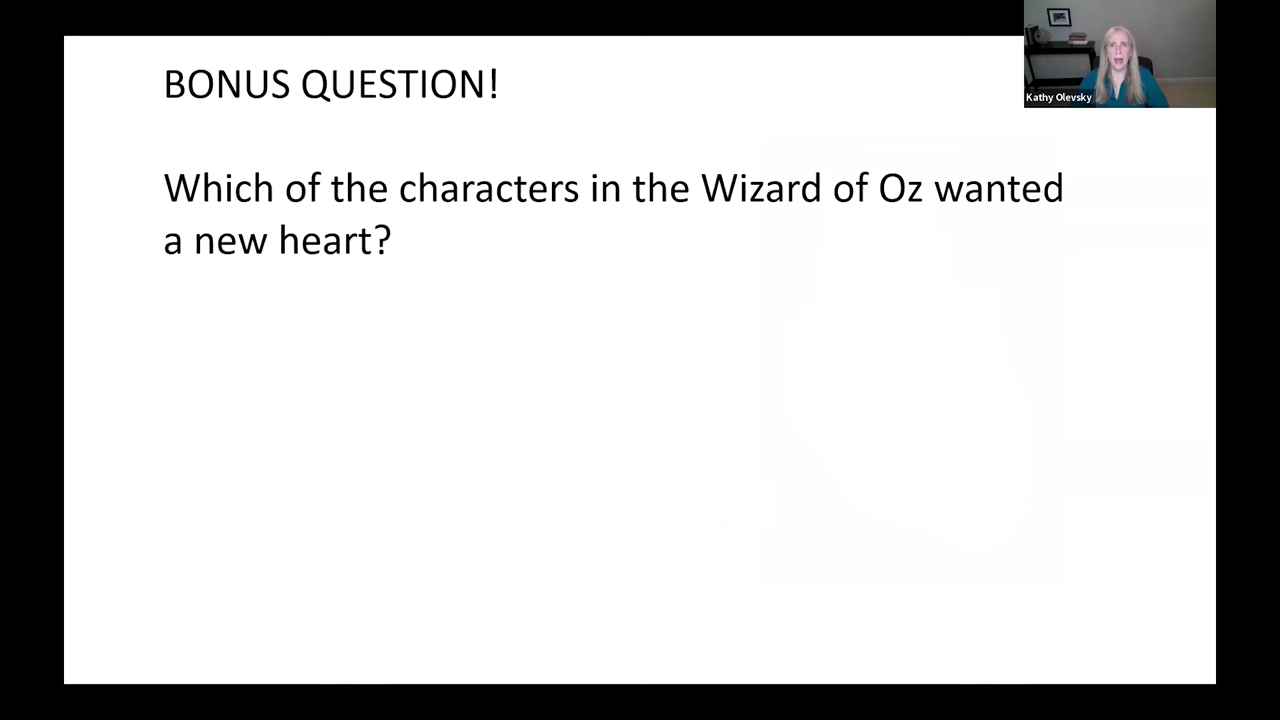 BONUS QUESTION!
Which of the characters in the Wizard of Oz wanted
a new heart?
Kathy Olevsky